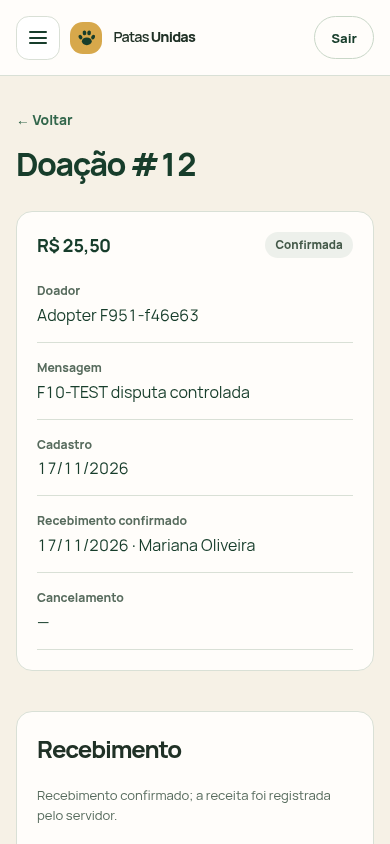 Patas Unidas
Sair
← Voltar
Doação #12
R$ 25,50
Confirmada
Doador
Adopter F951-f46e63
Mensagem
F10-TEST disputa controlada
Cadastro
17/11/2026
Recebimento confirmado
17/11/2026 · Mariana Oliveira
Cancelamento
—
Recebimento
Recebimento confirmado; a receita foi registrada
pelo servidor.